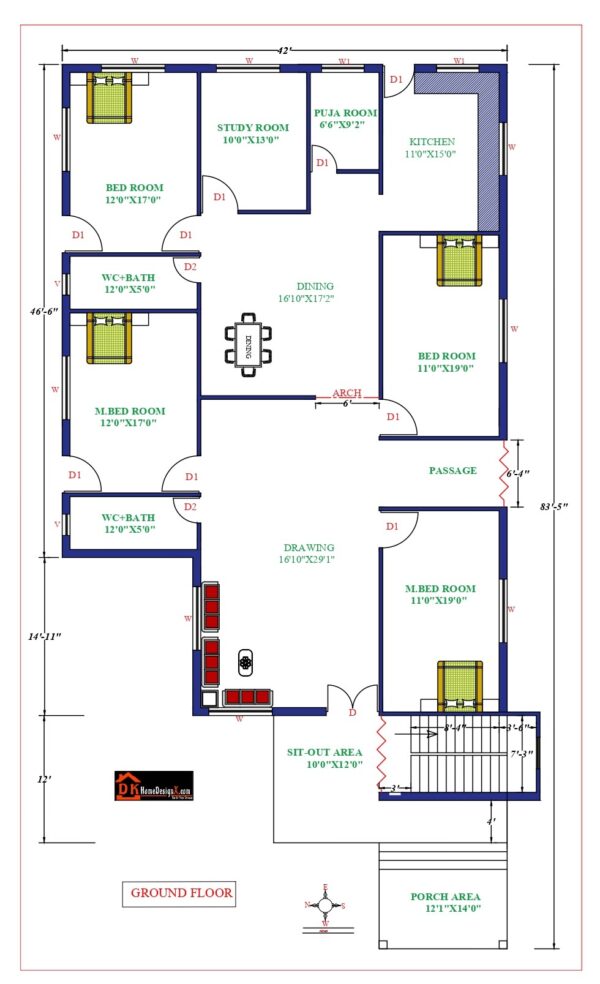 42'
W
W
W1
W1
D1
PUJA ROOM
6'6"X9'2"
STUDY ROOM
10'0"X13'0"
KITCHEN
11'0"X15'0"
W
W
D1
BED ROOM
12'0"X17'0"
D1
D1
D1
D2
WC+BATH
12'0"X5'0"
V
DINING
16'10"X17'2"
46'-6"
W
DINING
BED ROOM
11'0"X19'0"
W
ARCH
6'
M.BED ROOM
12'0"X17'0"
D1
D1
D1
PASSAGE
6'-4"
83'-5"
D2
WC+BATH
12'0"X5'0"
V
D1
DRAWING
16'10"X29'1"
M.BED ROOM
11'0"X19'0"
W
W
14'-11"
W
D
8'-4"
3'-6"
SIT-OUT AREA
10'0"X12'0"
7'-3"
12'
3'
DK
HomeDesignX.com
4'
GROUND FLOOR
E
N
S
W
PORCH AREA
12'1"X14'0"